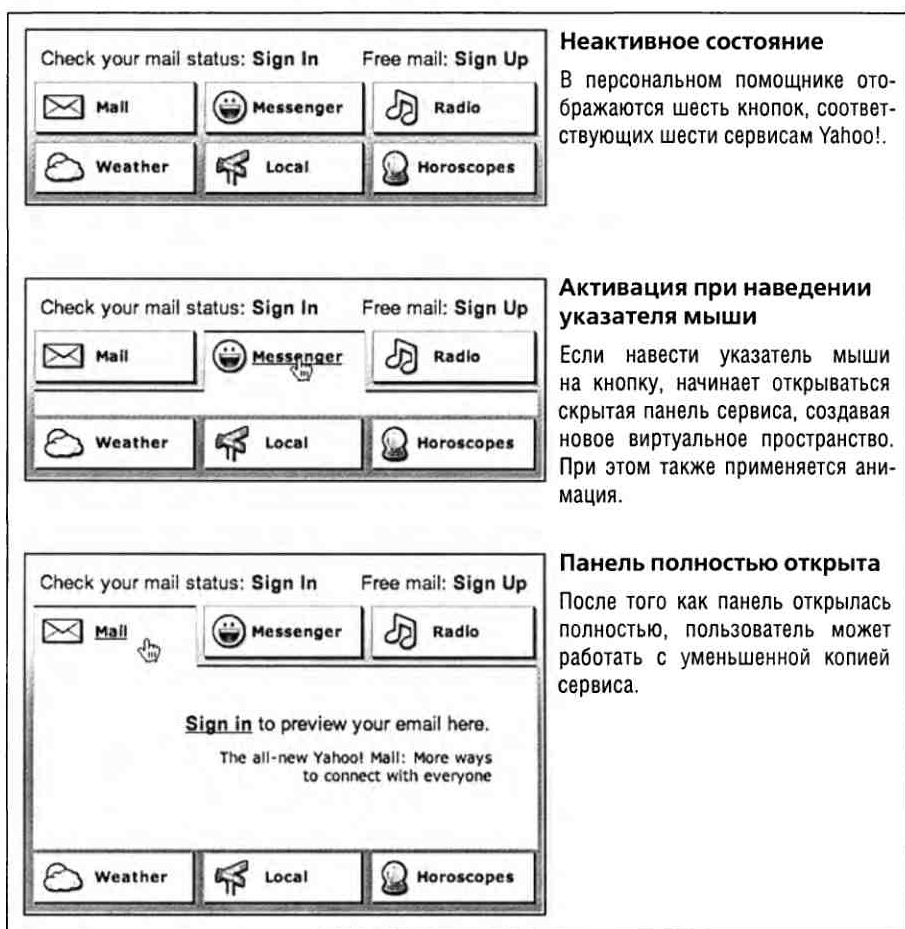 Check your mail status: Sign In Free mail: Sign Up
Mail Messenger Radio
Weather Local Horoscopes
Неактивное состояние
В персональном помощнике ото-
бражаются шесть кнопок, соответ-
ствующих шести сервисам Yahoo!.
Check your mail status: Sign In Free mail: Sign Up
Mail Messenger Radio
Weather Local Horoscopes
Активация при наведении
указателя мыши
Если навести указатель мыши
на кнопку, начинает открываться
скрытая панель сервиса, создавая
новое виртуальное пространство.
При этом также применяется ани-
мация.
Check your mail status: Sign In Free mail: Sign Up
Mail Messenger Radio
Sign in to preview your email here.
The all-new Yahoo! Mail: More ways
to connect with everyone
Weather Local Horoscopes
Панель полностью открыта
После того как панель открылась
полностью, пользователь может
работать с уменьшенной копией
сервиса.